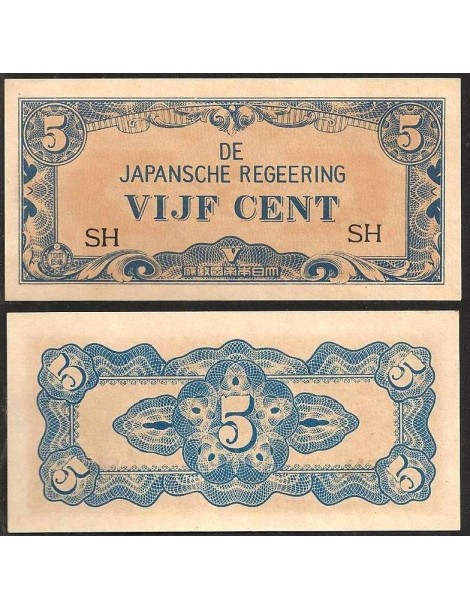 5 5
DE
JAPANSCHE REGEERING
VIJF CENT
SH SH
V
府政國帝本日大
5 5
5
5 5